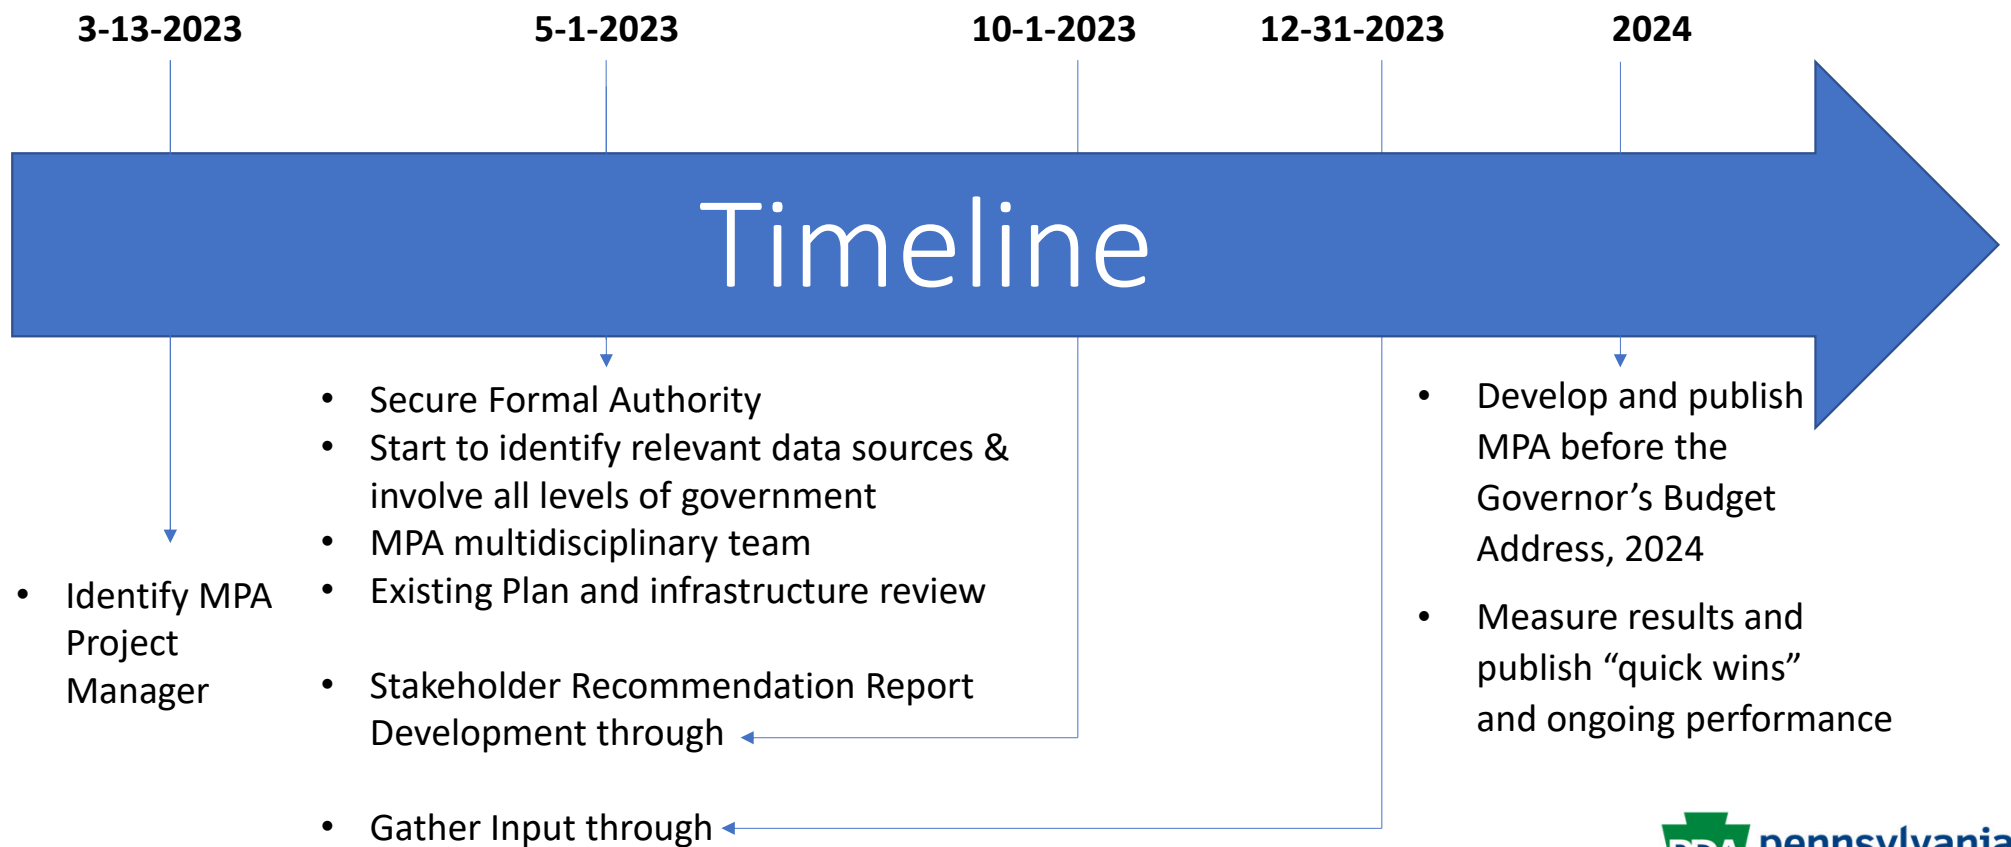 3-13-2023
5-1-2023
10-1-2023
12-31-2023
2024
Timeline
• Identify MPA
Project
Manager
• Secure Formal Authority
• Start to identify relevant data sources &
involve all levels of government
• MPA multidisciplinary team
• Existing Plan and infrastructure review
• Stakeholder Recommendation Report
Development through
• Gather Input through
• Develop and publish
MPA before the
Governor’s Budget
Address, 2024
• Measure results and
publish “quick wins”
and ongoing performance
PDA pennsylvania